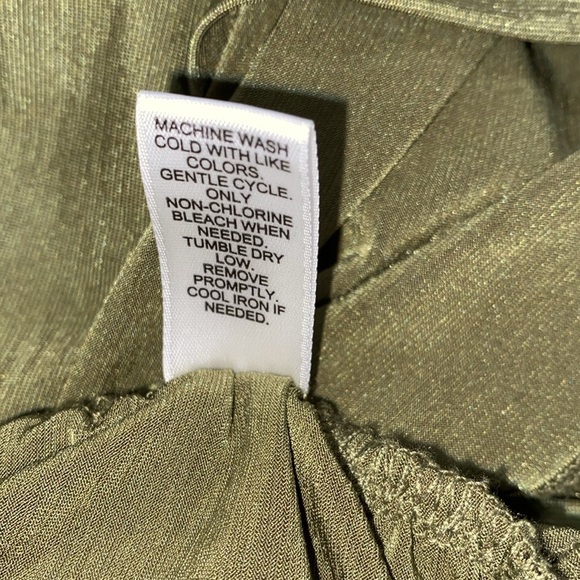 MACHINE WASH
COLD WITH LIKE
COLORS.
GENTLE CYCLE.
ONLY
NON-CHLORINE
BLEACH WHEN
NEEDED.
TUMBLE DRY
LOW.
REMOVE
PROMPTLY.
COOL IRON IF
NEEDED.